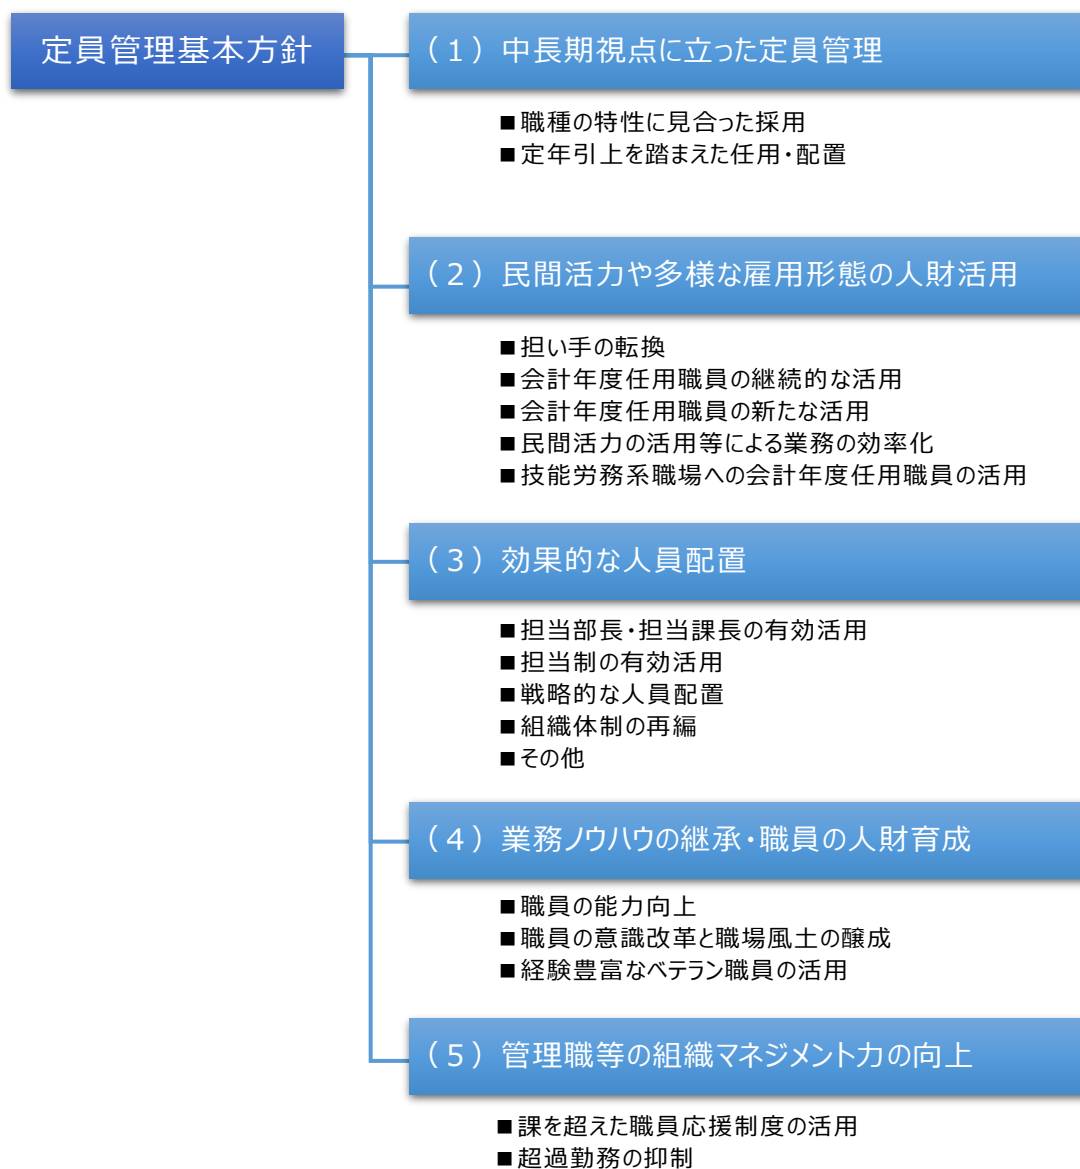 定員管理基本方針
（１）中長期視点に立った定員管理
■職種の特性に見合った採用
■定年引上を踏まえた任用・配置
（２）民間活力や多様な雇用形態の人財活用
■担い手の転換
■会計年度任用職員の継続的な活用
■会計年度任用職員の新たな活用
■民間活力の活用等による業務の効率化
■技能労務系職場への会計年度任用職員の活用
（３）効果的な人員配置
■担当部長・担当課長の有効活用
■担当制の有効活用
■戦略的な人員配置
■組織体制の再編
■その他
（４）業務ノウハウの継承・職員の人財育成
■職員の能力向上
■職員の意識改革と職場風土の醸成
■経験豊富なベテラン職員の活用
（５）管理職等の組織マネジメント力の向上
■課を超えた職員応援制度の活用
■超過勤務の抑制